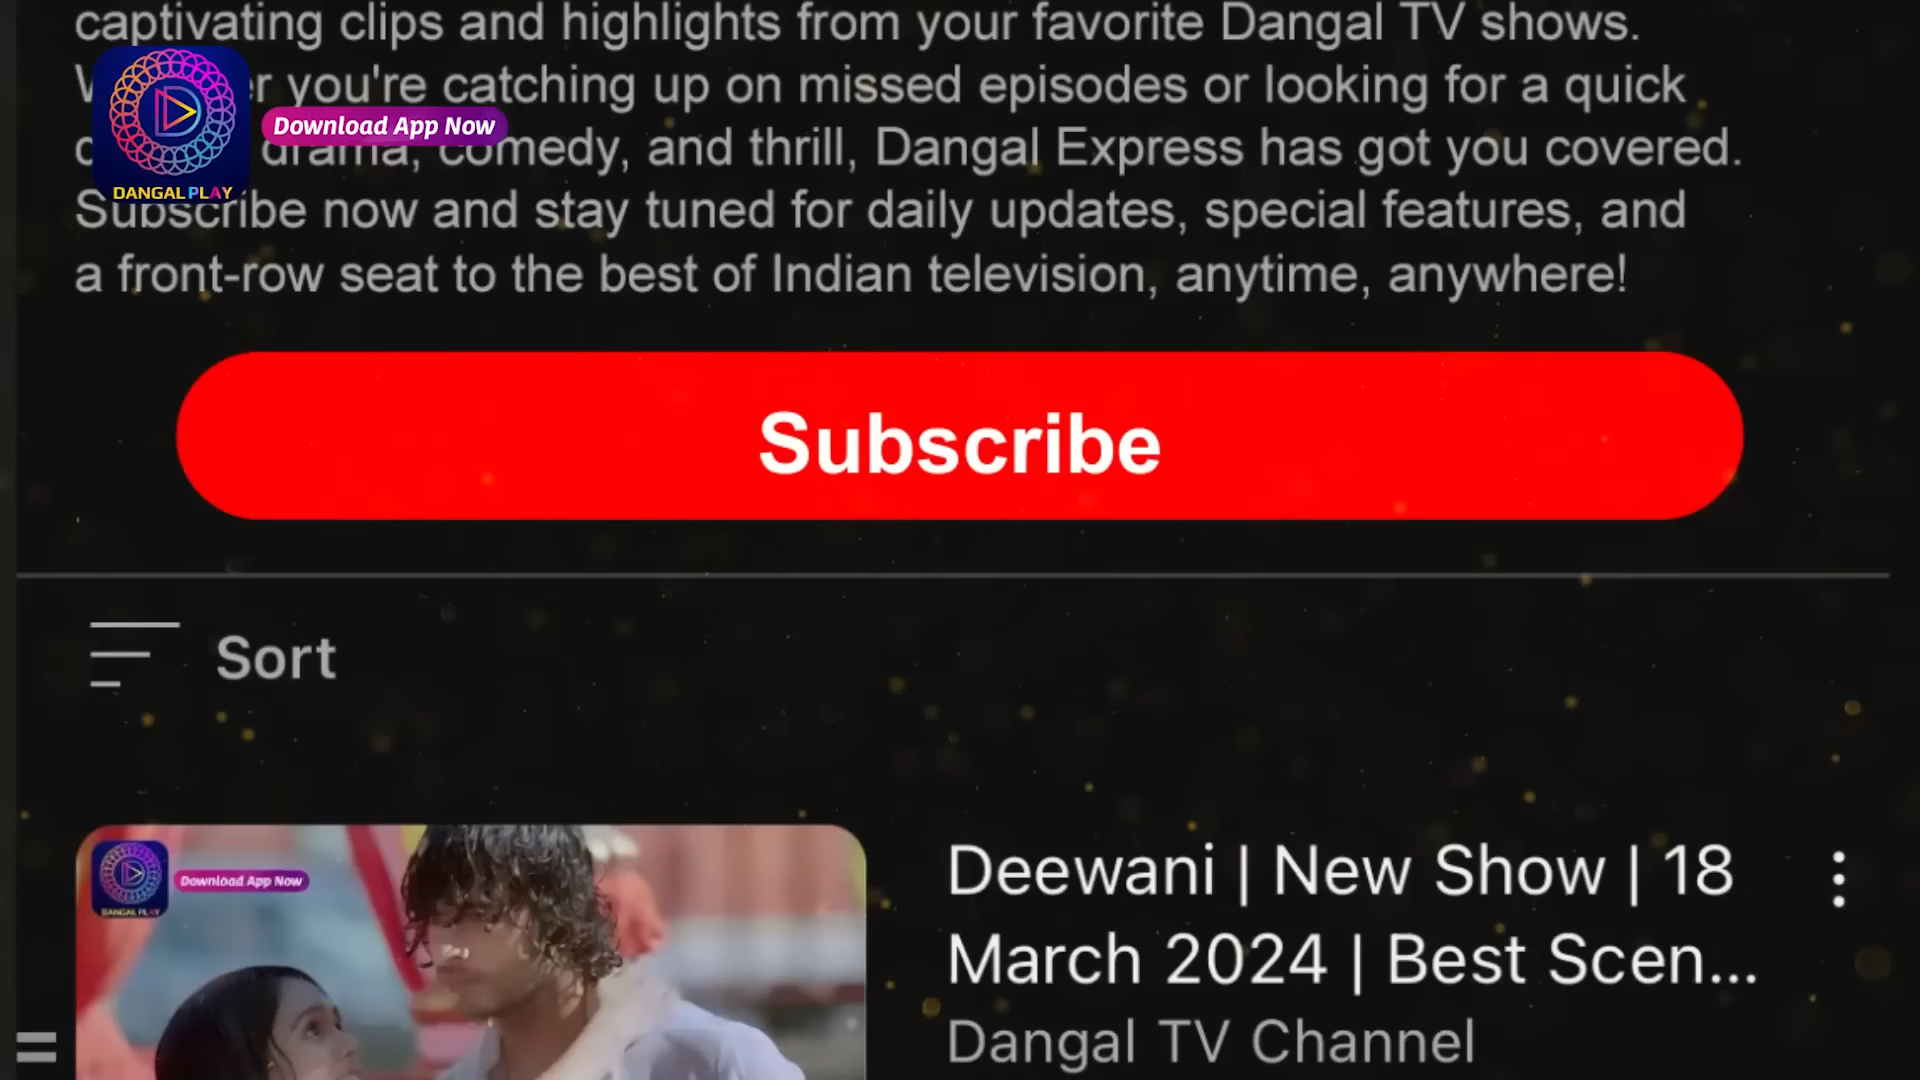 captivating clips and highlights from your favorite Dangal TV shows.
you're catching up on missed episodes or looking for a quick
drama, comedy, and thrill, Dangal Express has got you covered.
Subscribe now and stay tuned for daily updates, special features, and
a front-row seat to the best of Indian television, anytime, anywhere!
Download App Now
DANGAL PLAY
Subscribe
Sort
Download App Now
DANGAL PLAY
Deewani | New Show | 18
March 2024 | Best Scen...
Dangal TV Channel